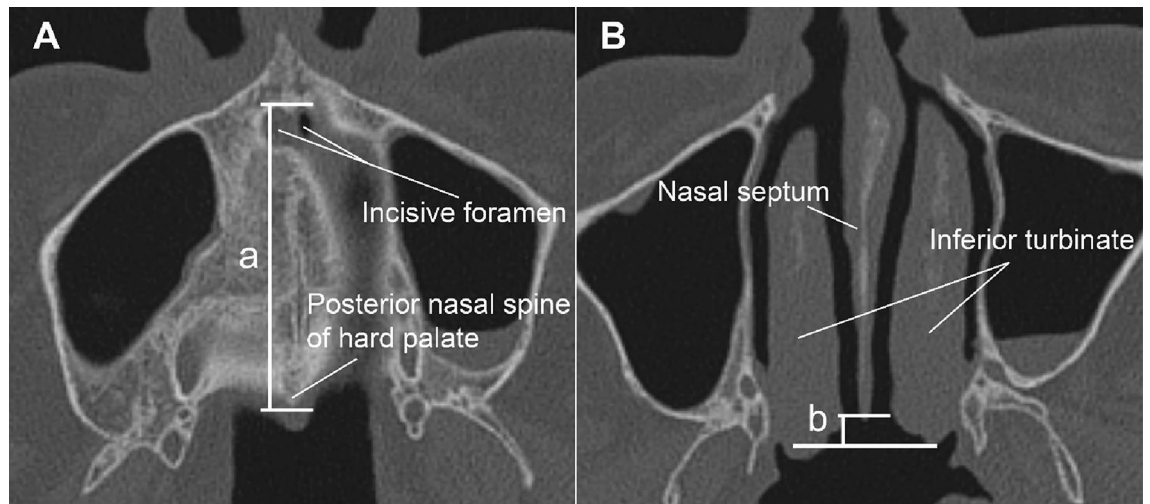 A
Incisive foramen
a
Posterior nasal spine
of hard palate
B
Nasal septum
Inferior turbinate
b